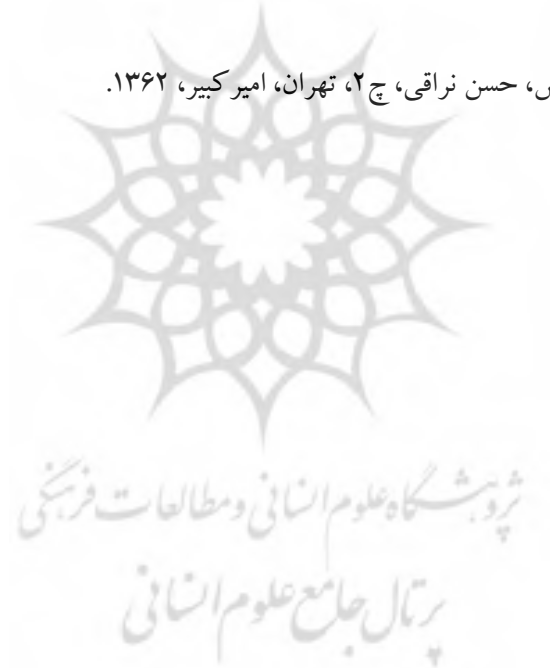 ، حسن نراقی، چ۲، تهران، امیرکبیر، ۱۳۶۲.
پژوهشگاه علوم انسانی و مطالعات فرهنگی
پرتال جامع علوم انسانی